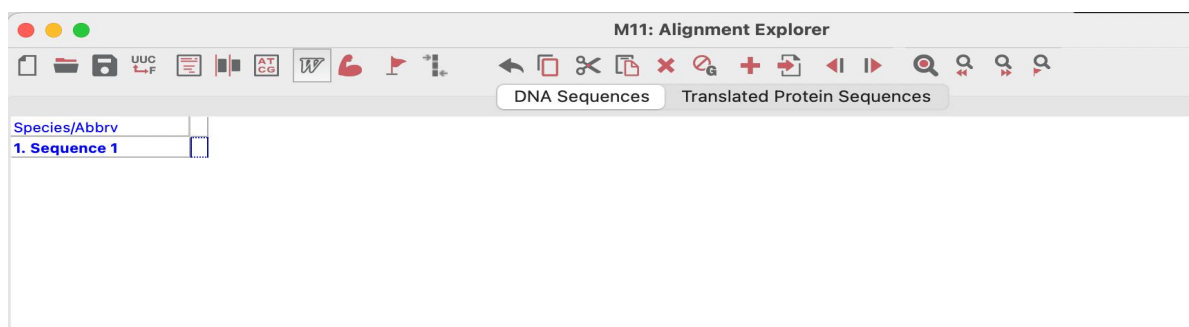 M11: Alignment Explorer
UUC
F
AT
CG
W
G
DNA Sequences Translated Protein Sequences
Species/Abbrv
1. Sequence 1